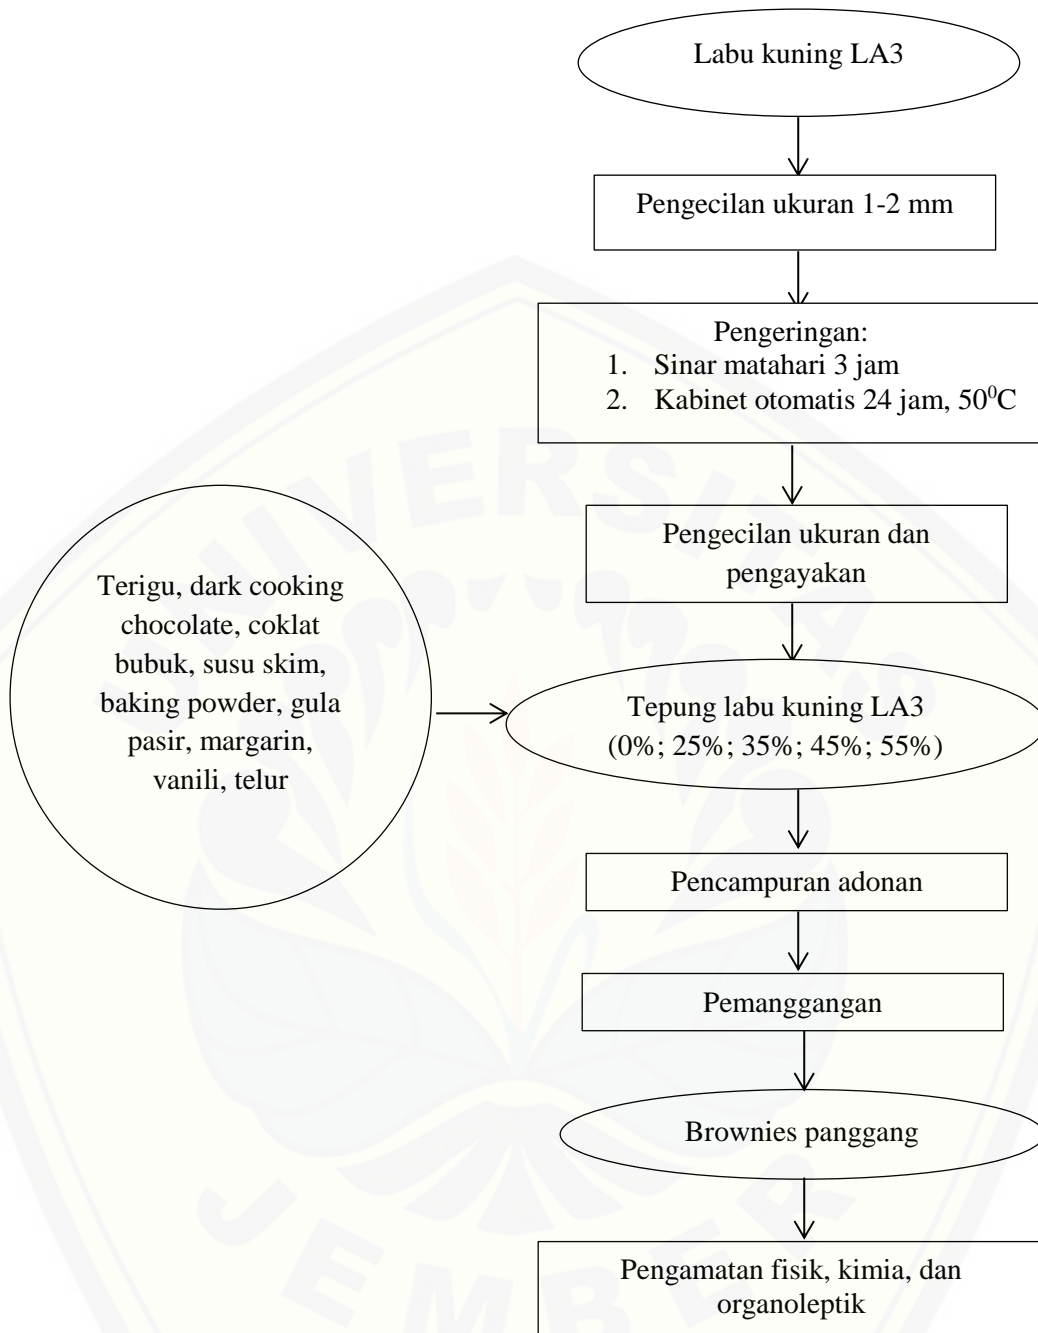 Labu kuning LA3
Pengecilan ukuran 1-2 mm
Pengeringan:
1. Sinar matahari 3 jam
2. Kabinet otomatis 24 jam, 50⁰C
Pengecilan ukuran dan
pengayakan
Terigu, dark cooking
chocolate, coklat
bubuk, susu skim,
baking powder, gula
pasir, margarin,
vanili, telur
Tepung labu kuning LA3
(0%; 25%; 35%; 45%; 55%)
Pencampuran adonan
Pemanggangan
Brownies panggang
Pengamatan fisik, kimia, dan
organoleptik
UNIVERSITAS
JEMBER